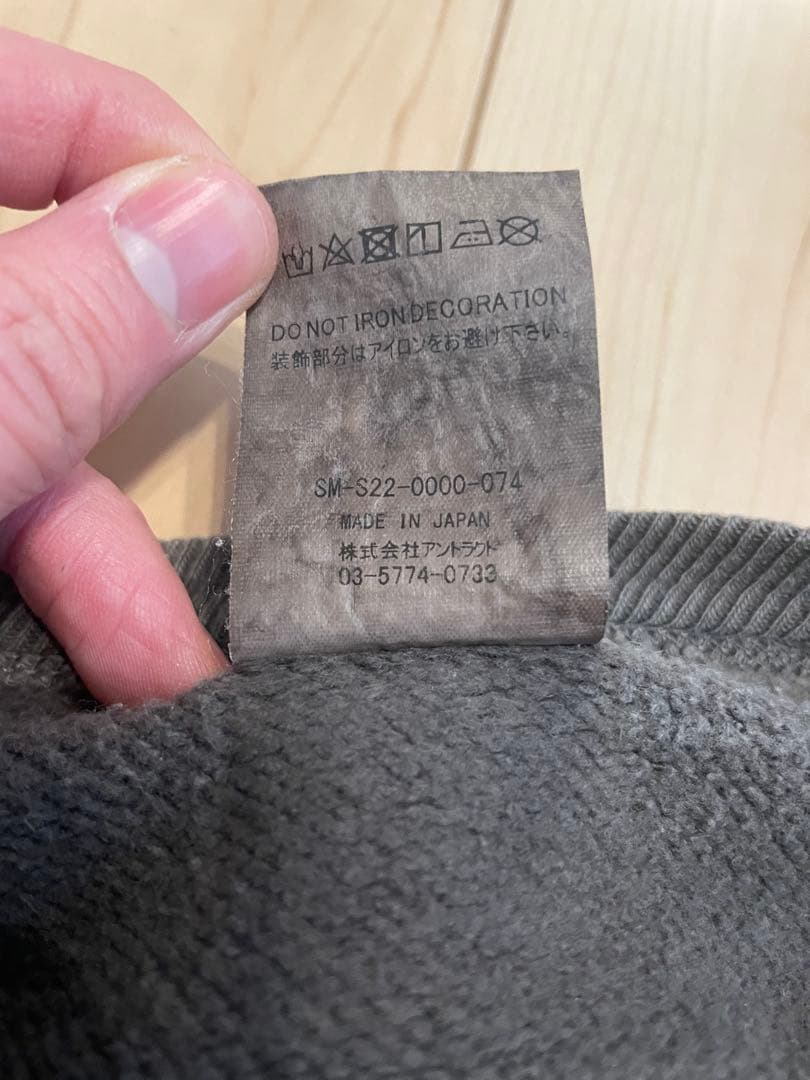 DO NOT IRON DECORATION
装飾部分はアイロンをお避け下さい。
SM-S22-0000-074
MADE IN JAPAN
株式会社アントラクト
03-5774-0733